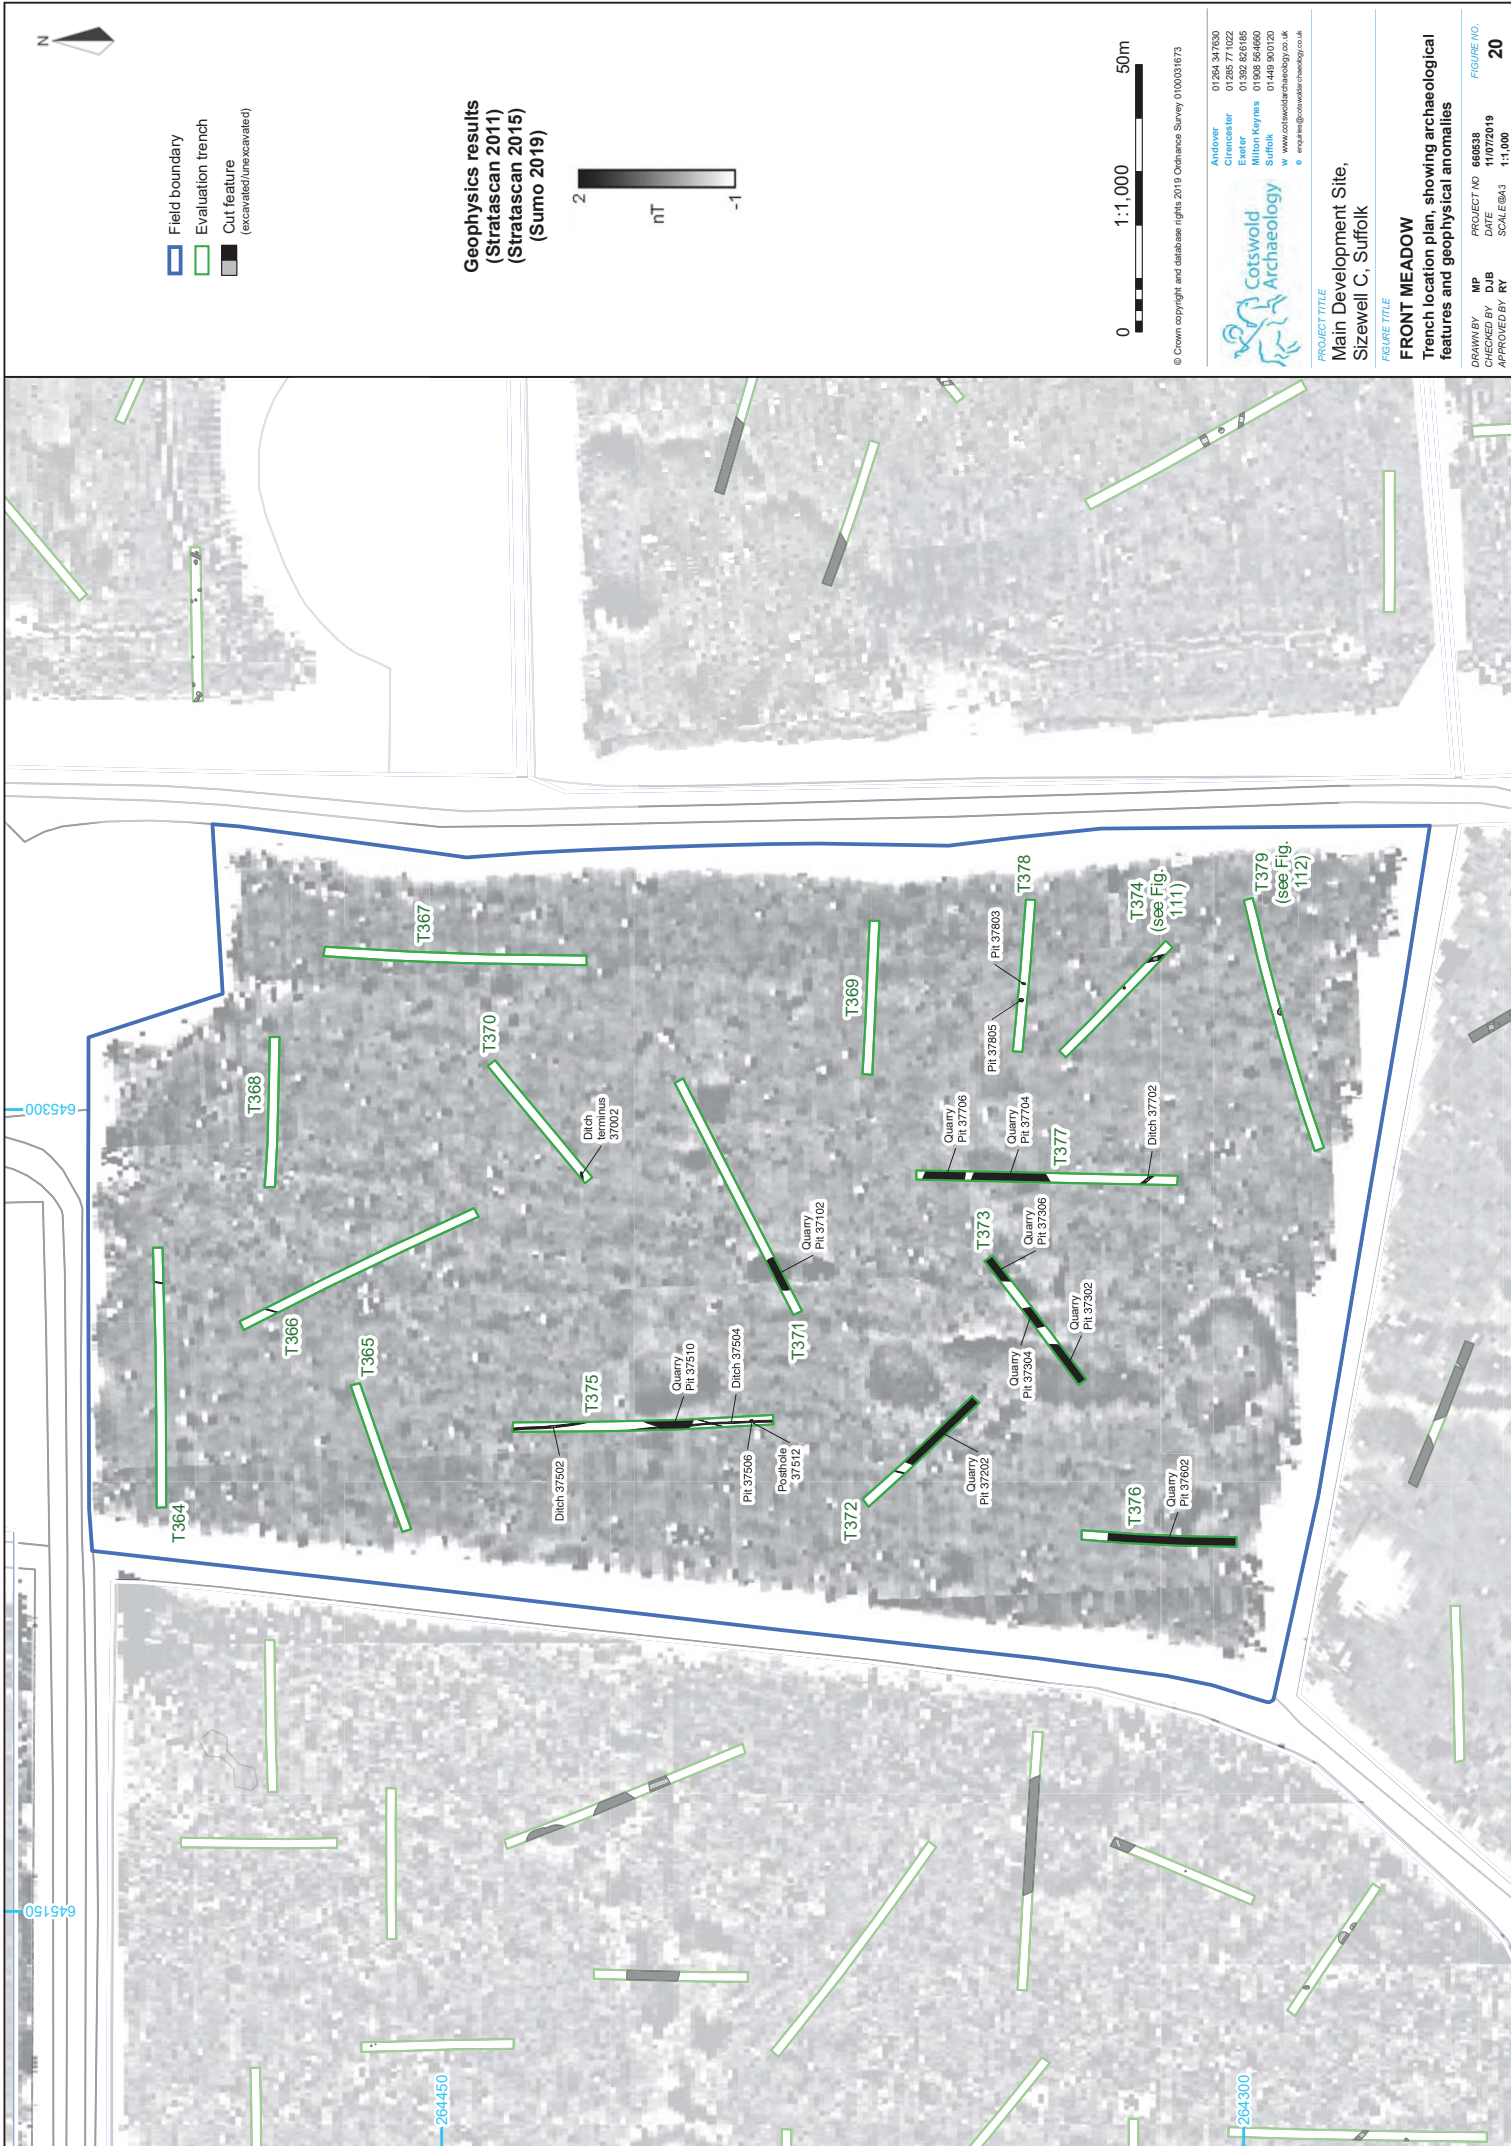 N
Field boundary
Evaluation trench
Cut feature
(excavated/unexcavated)
Geophysics results
(Stratascan 2011)
(Stratascan 2015)
(Sumo 2019)
2
nT
-1
0
1:1,000
50m
© Crown copyright and database rights 2019 Ordnance Survey 0100031673
Cotswold
Archaeology
Andover 01264 347630
Cirencester 01285 771022
Exeter 01392 826185
Milton Keynes 01908 564660
Suffolk 01449 900120
w www.cotswoldarchaeology.co.uk
e enquiries@cotswoldarchaeology.co.uk
PROJECT TITLE
Main Development Site,
Sizewell C, Suffolk
FIGURE TITLE
FRONT MEADOW
Trench location plan, showing archaeological
features and geophysical anomalies
DRAWN BY MP
CHECKED BY DJB
APPROVED BY RY
PROJECT NO 660538
DATE 11/07/2019
SCALE@A3 1:1,000
FIGURE NO.
20
645300
645150
264450
264300
T364
T365
T366
T367
T368
T369
T370
Ditch
terminus
37002
T371
Quarry
Pit 37102
T372
Quarry
Pit 37202
T373
Quarry
Pit 37306
Quarry
Pit 37304
Quarry
Pit 37302
T374
(see Fig.
111)
T375
Ditch 37502
Quarry
Pit 37510
Ditch 37504
Pit 37506
Posthole
37512
T376
Quarry
Pit 37602
T377
Quarry
Pit 37706
Quarry
Pit 37704
Ditch 37702
T378
Pit 37803
Pit 37805
T379
(see Fig.
112)